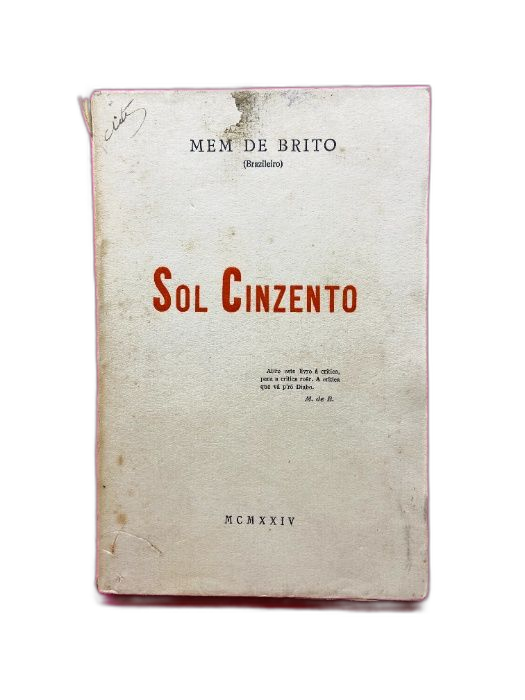 MEM DE BRITO
(Brazileiro)
SOL CINZENTO
Atiro este livro á critica,
para a critica roêr. A critica
que vá p'ró Diabo.
M. de B.
MCMXXIV